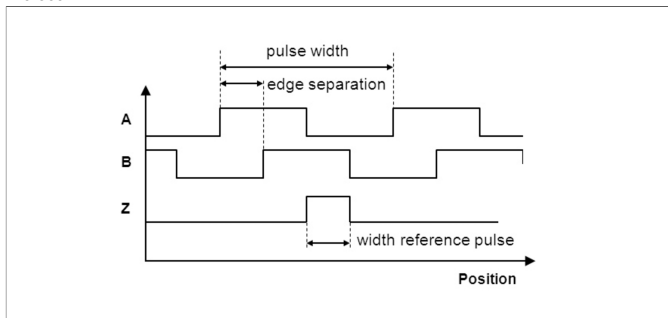 pulse width
edge separation
A
B
Z
width reference pulse
Position